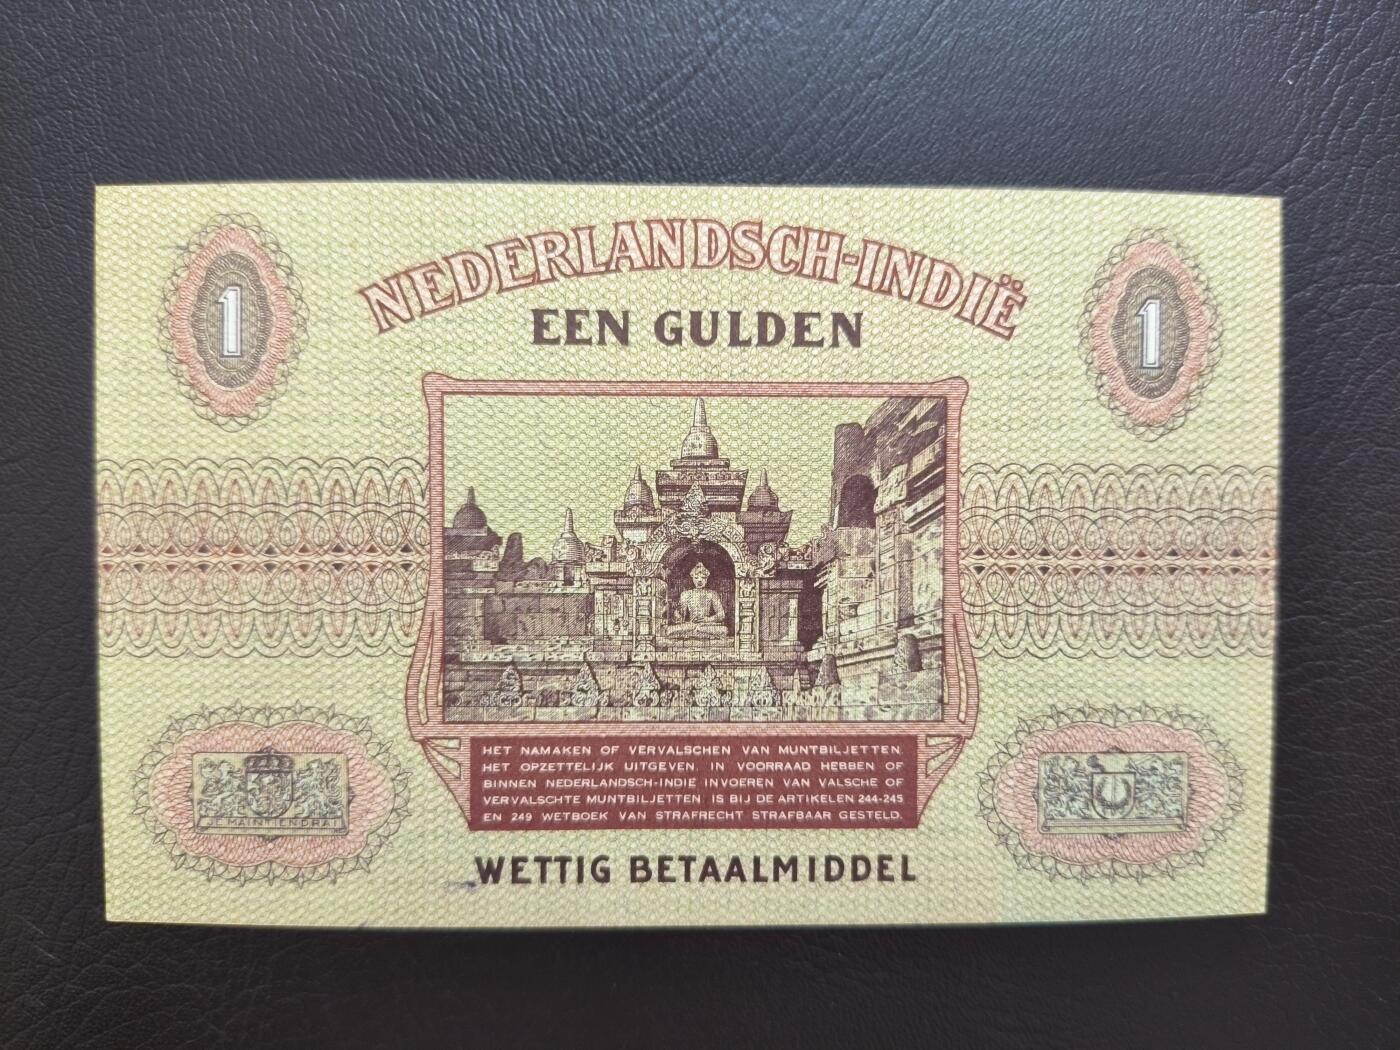 NEDERLANDSCH-INDIË
1
1
EEN GULDEN
HET NAMAKEN OF VERVALSCHEN VAN MUNTBILJETTEN
HET OPZETTELIJK UITGEVEN, IN VOORRAAD HEBBEN OF
BINNEN NEDERLANDSCH-INDIE INVOEREN VAN VALSCHE OF
VERVALSCHTE MUNTBILJETTEN IS BIJ DE ARTIKELEN 244-245
EN 249 WETBOEK VAN STRAFRECHT STRAFBAAR GESTELD.
JE MAINTIENDRAI
WETTIG BETAALMIDDEL